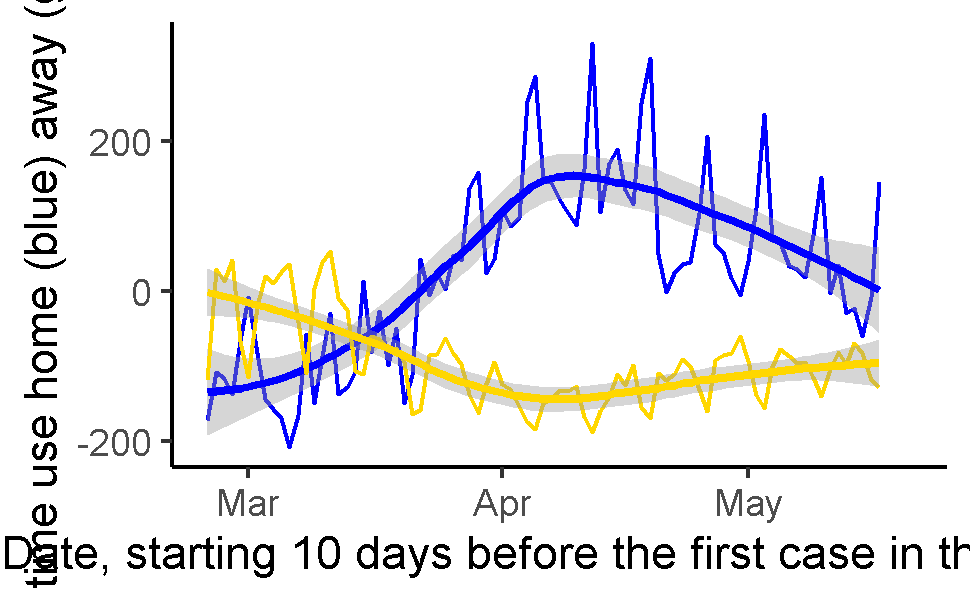 time use home (blue) away (
200
0
-200
Mar Apr May
Date, starting 10 days before the first case in th